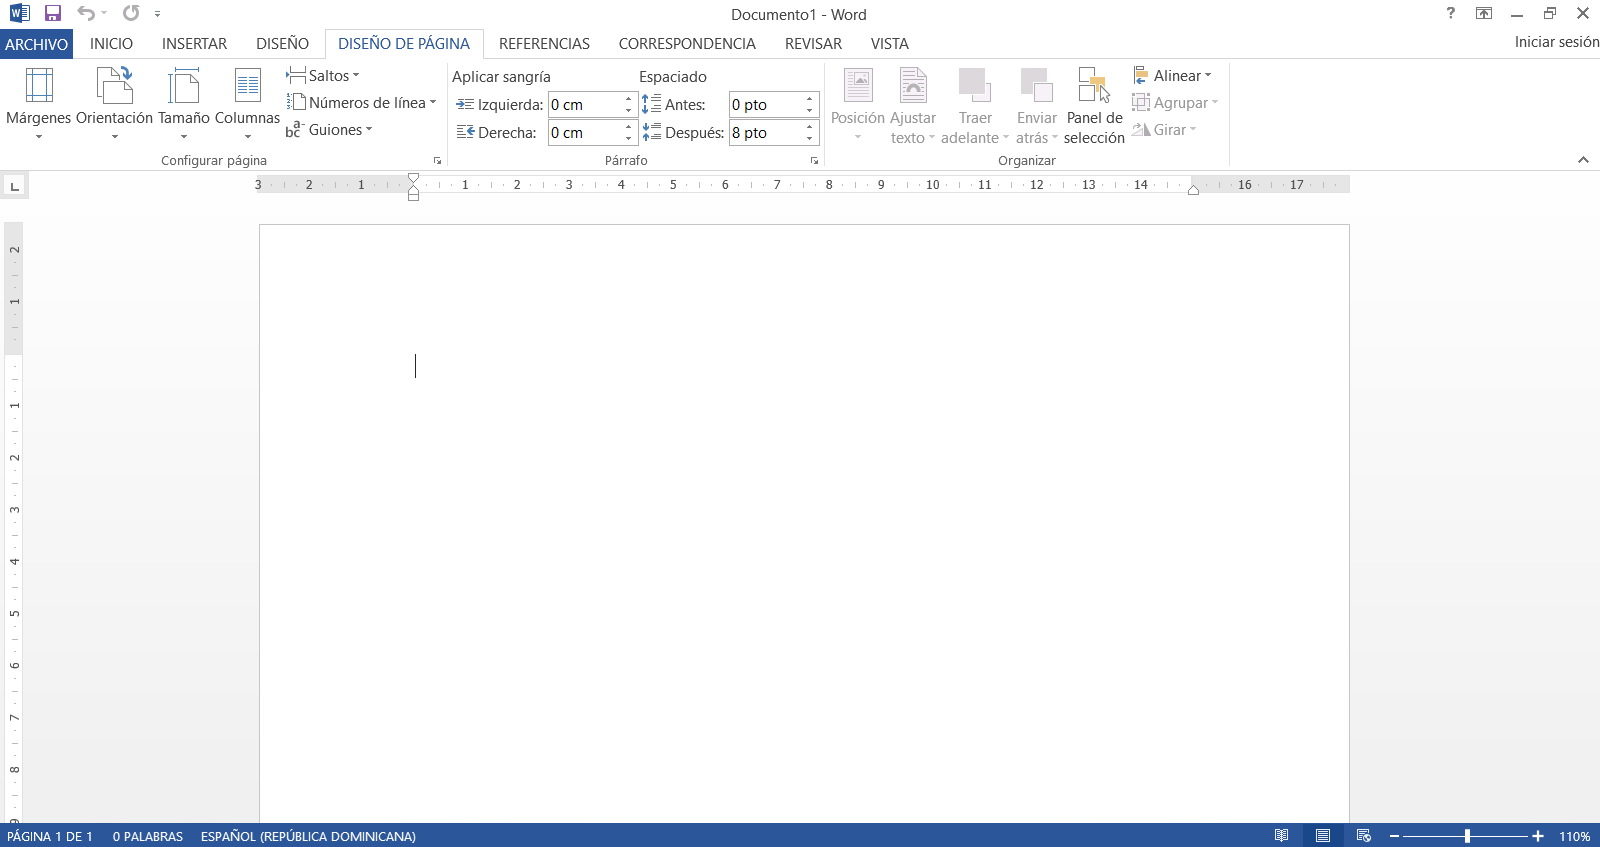 Documento1 - Word
ARCHIVO INICIO INSERTAR DISEÑO DISEÑO DE PÁGINA REFERENCIAS CORRESPONDENCIA REVISAR VISTA Iniciar sesión
Márgenes Orientación Tamaño Columnas
Saltos
Números de línea
Guiones
Configurar página
Aplicar sangría Espaciado
Izquierda: 0 cm Antes: 0 pto
Derecha: 0 cm Después: 8 pto
Párrafo
Posición Ajustar texto Traer adelante Enviar atrás Panel de selección
Alinear
Agrupar
Girar
Organizar
3 2 1 1 2 3 4 5 6 7 8 9 10 11 12 13 14 16 17
2
1
1
2
3
4
5
6
7
8
9
PÁGINA 1 DE 1 0 PALABRAS ESPAÑOL (REPÚBLICA DOMINICANA) 110%